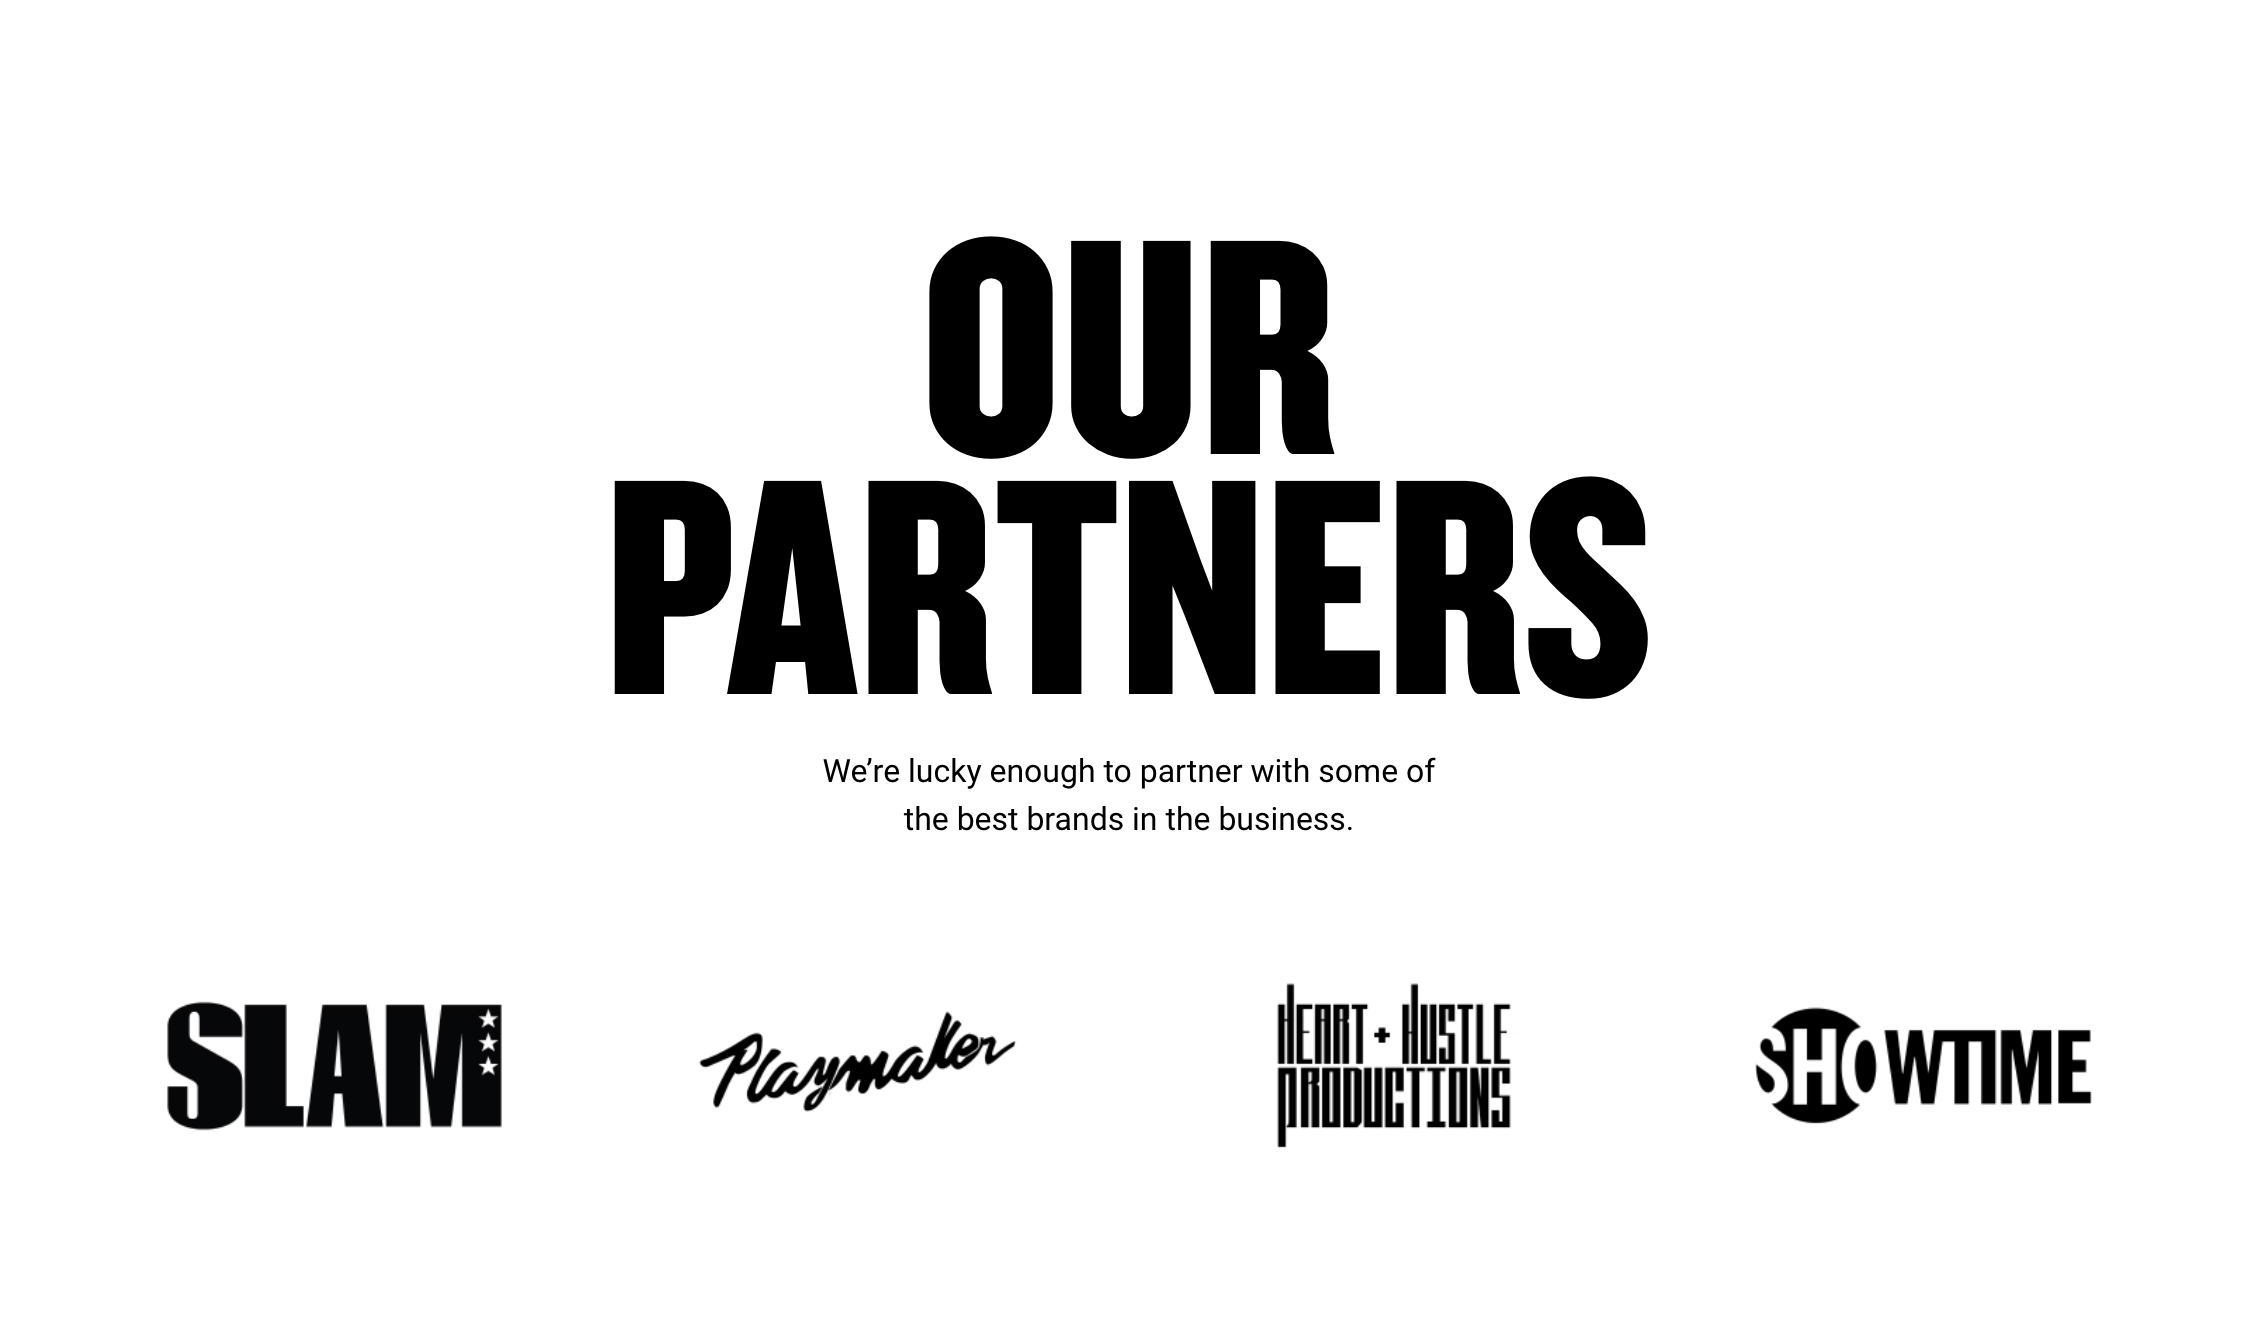 OUR
PARTNERS
We’re lucky enough to partner with some of
the best brands in the business.
SLAM
Playmaker
HEART + HUSTLE
PRODUCTIONS
SHOWTIME